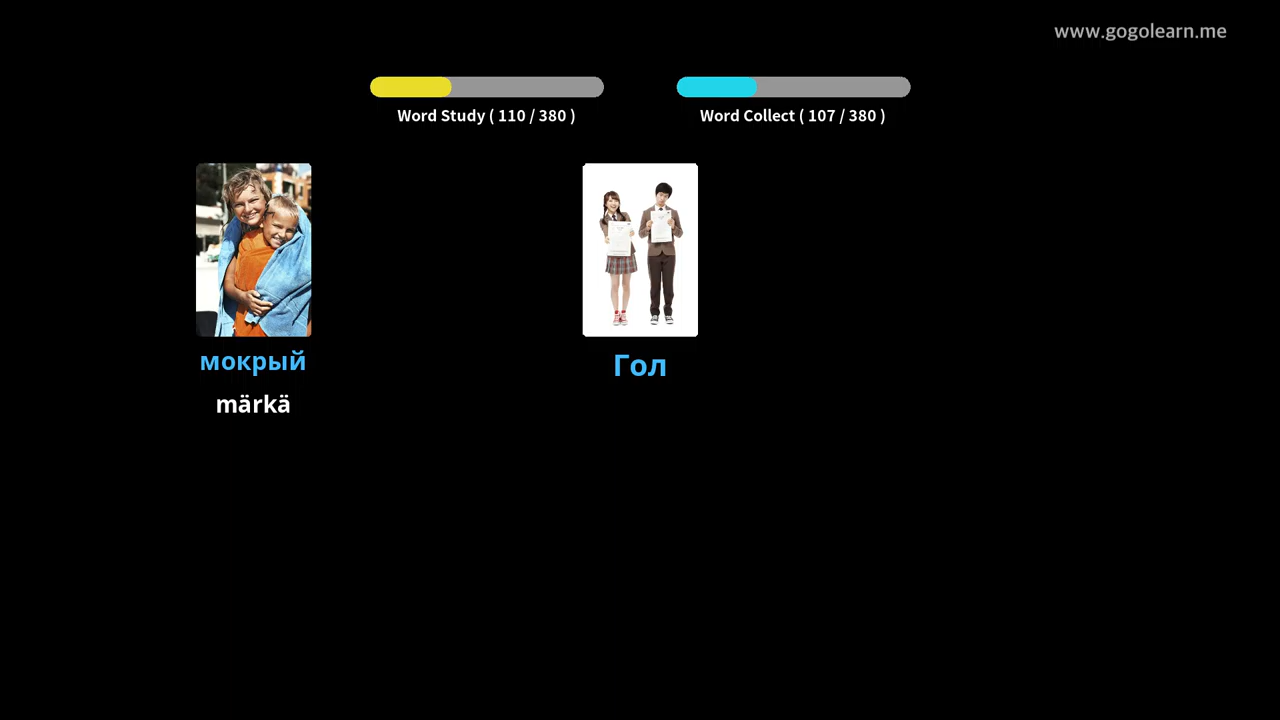 www.gogolearn.me
Word Study ( 110 / 380 )
Word Collect ( 107 / 380 )
мокрый
märkä
Гол